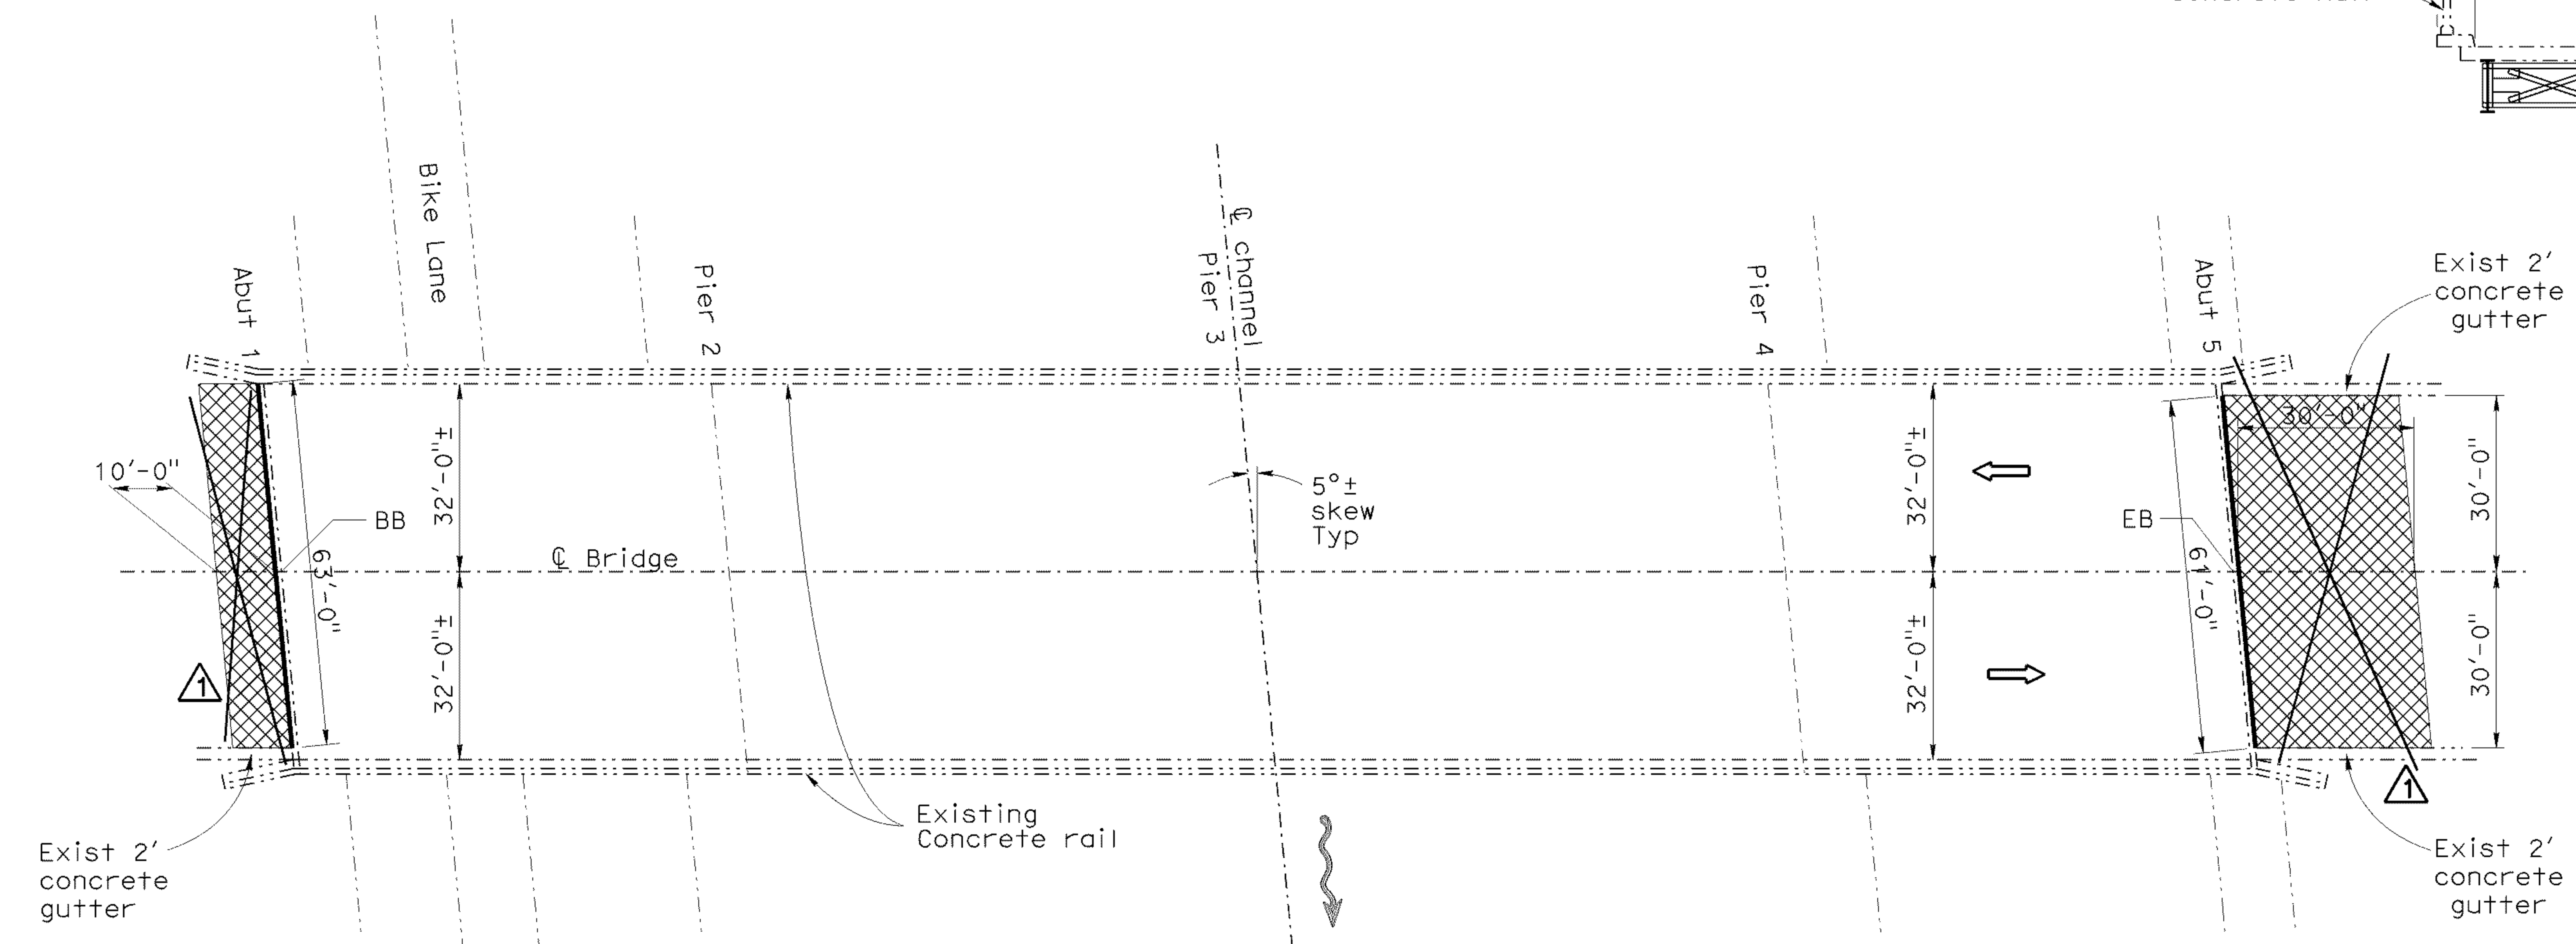 Bike Lane
Abut 1
Pier 2
℄ channel
Pier 3
Pier 4
Abut 5
Exist 2'
concrete
gutter
10'-0"
BB
63'-0"
32'-0"±
32'-0"±
℄ Bridge
5°±
skew
Typ
32'-0"±
32'-0"±
EB
61'-0"
30'-0"
30'-0"
30'-0"
1
1
Existing
Concrete rail
Exist 2'
concrete
gutter
Exist 2'
concrete
gutter